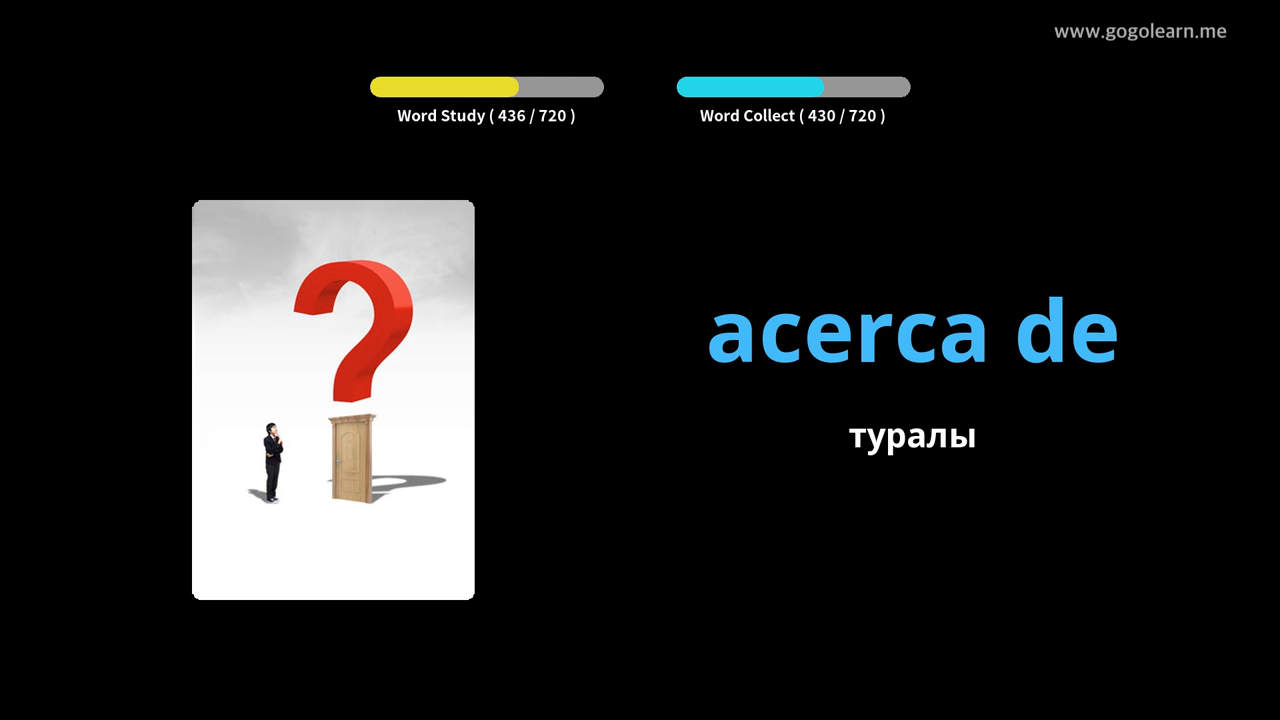 www.gogolearn.me
Word Study ( 436 / 720 )
Word Collect ( 430 / 720 )
acerca de
туралы